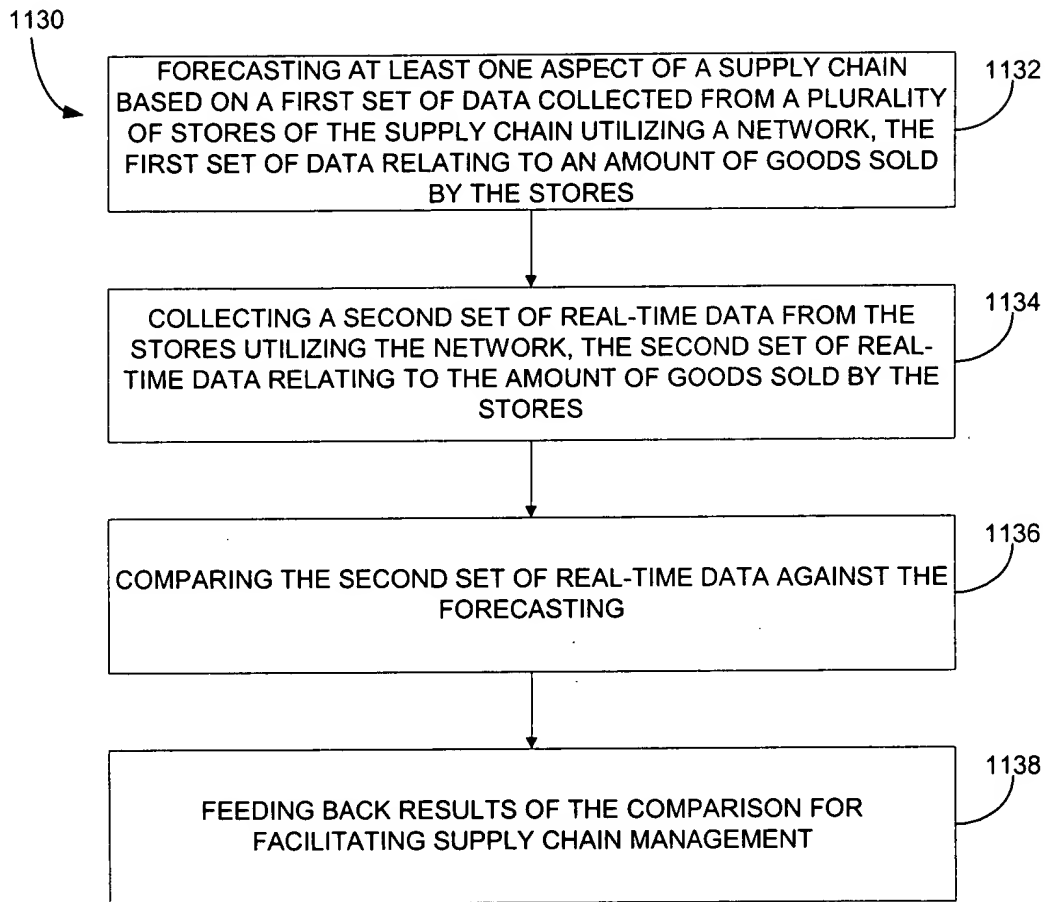 1130
FORECASTING AT LEAST ONE ASPECT OF A SUPPLY CHAIN
BASED ON A FIRST SET OF DATA COLLECTED FROM A PLURALITY
OF STORES OF THE SUPPLY CHAIN UTILIZING A NETWORK, THE
FIRST SET OF DATA RELATING TO AN AMOUNT OF GOODS SOLD
BY THE STORES
1132
COLLECTING A SECOND SET OF REAL-TIME DATA FROM THE
STORES UTILIZING THE NETWORK, THE SECOND SET OF REAL-
TIME DATA RELATING TO THE AMOUNT OF GOODS SOLD BY THE
STORES
1134
COMPARING THE SECOND SET OF REAL-TIME DATA AGAINST THE
FORECASTING
1136
FEEDING BACK RESULTS OF THE COMPARISON FOR
FACILITATING SUPPLY CHAIN MANAGEMENT
1138